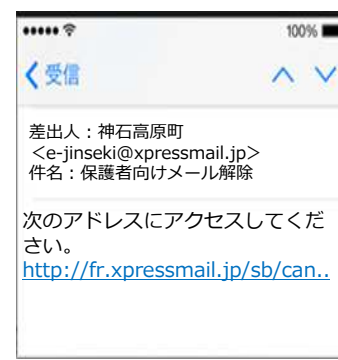 100%
受信
差出人：神石高原町
＜e-jinseki@xpressmail.jp＞
件名：保護者向けメール解除
次のアドレスにアクセスしてくだ
さい。
http://fr.xpressmail.jp/sb/can..